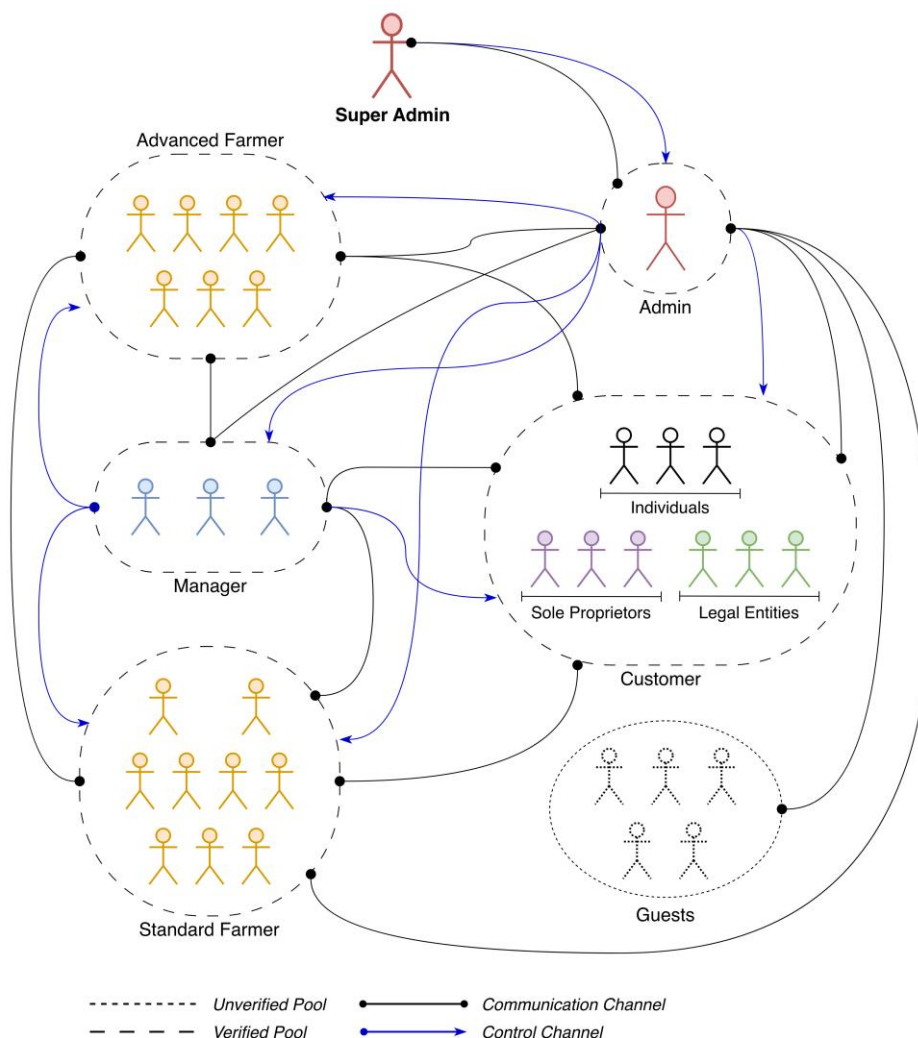 Super Admin
Advanced Farmer
Admin
Individuals
Manager
Sole Proprietors
Legal Entities
Customer
Guests
Standard Farmer
Unverified Pool
Communication Channel
Verified Pool
Control Channel